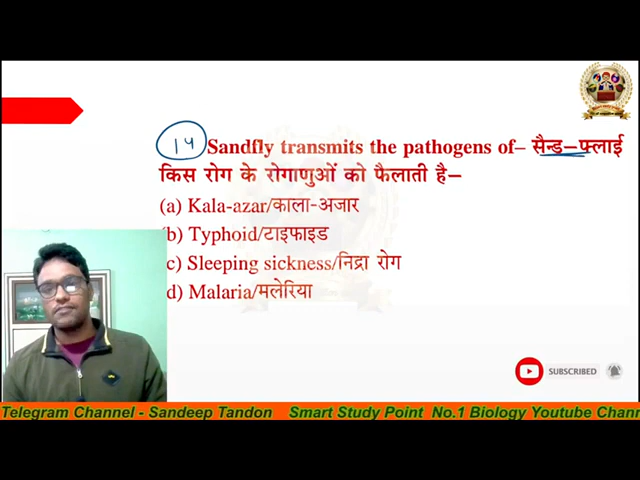 14 Sandfly transmits the pathogens of– सैन्ड–फ्लाई
किस रोग के रोगाणुओं को फैलाती है–
(a) Kala-azar/काला-अजार
(b) Typhoid/टाइफाइड
c) Sleeping sickness/निद्रा रोग
d) Malaria/मलेरिया
SUBSCRIBED
Telegram Channel - Sandeep Tandon Smart Study Point No.1 Biology Youtube Chann